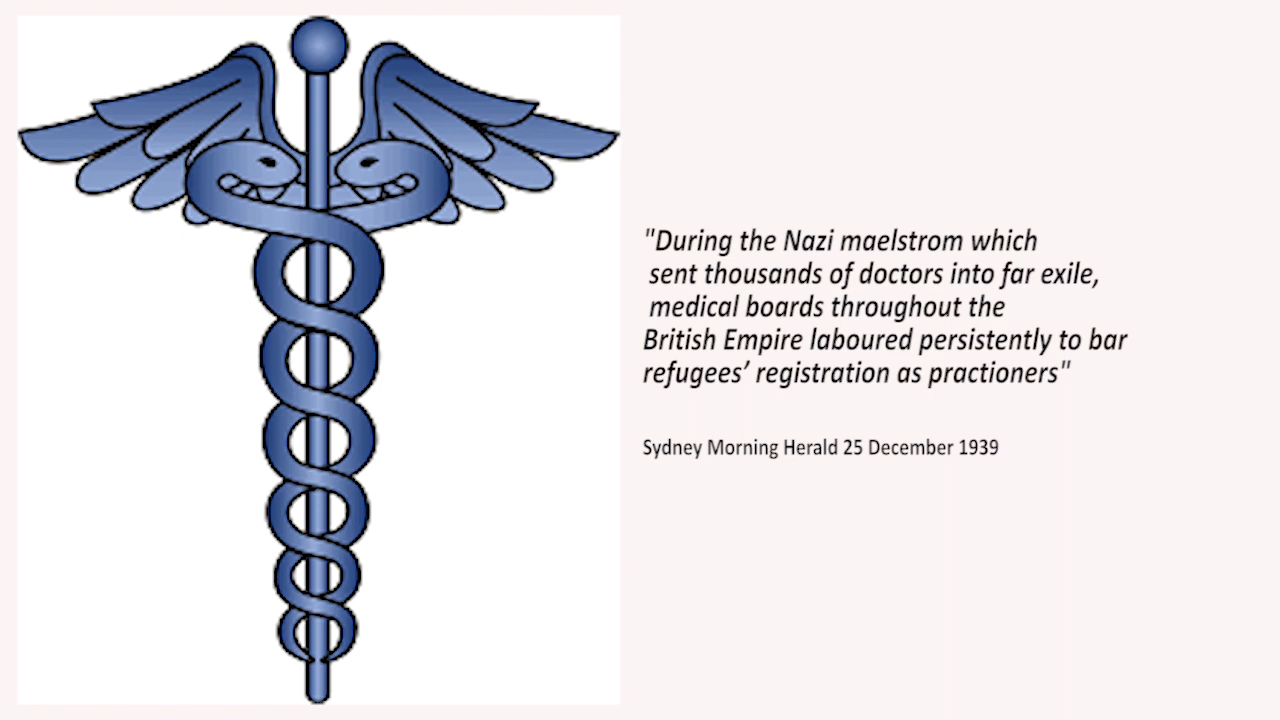 "During the Nazi maelstrom which
sent thousands of doctors into far exile,
medical boards throughout the
British Empire laboured persistently to bar
refugees’ registration as practioners"
Sydney Morning Herald 25 December 1939